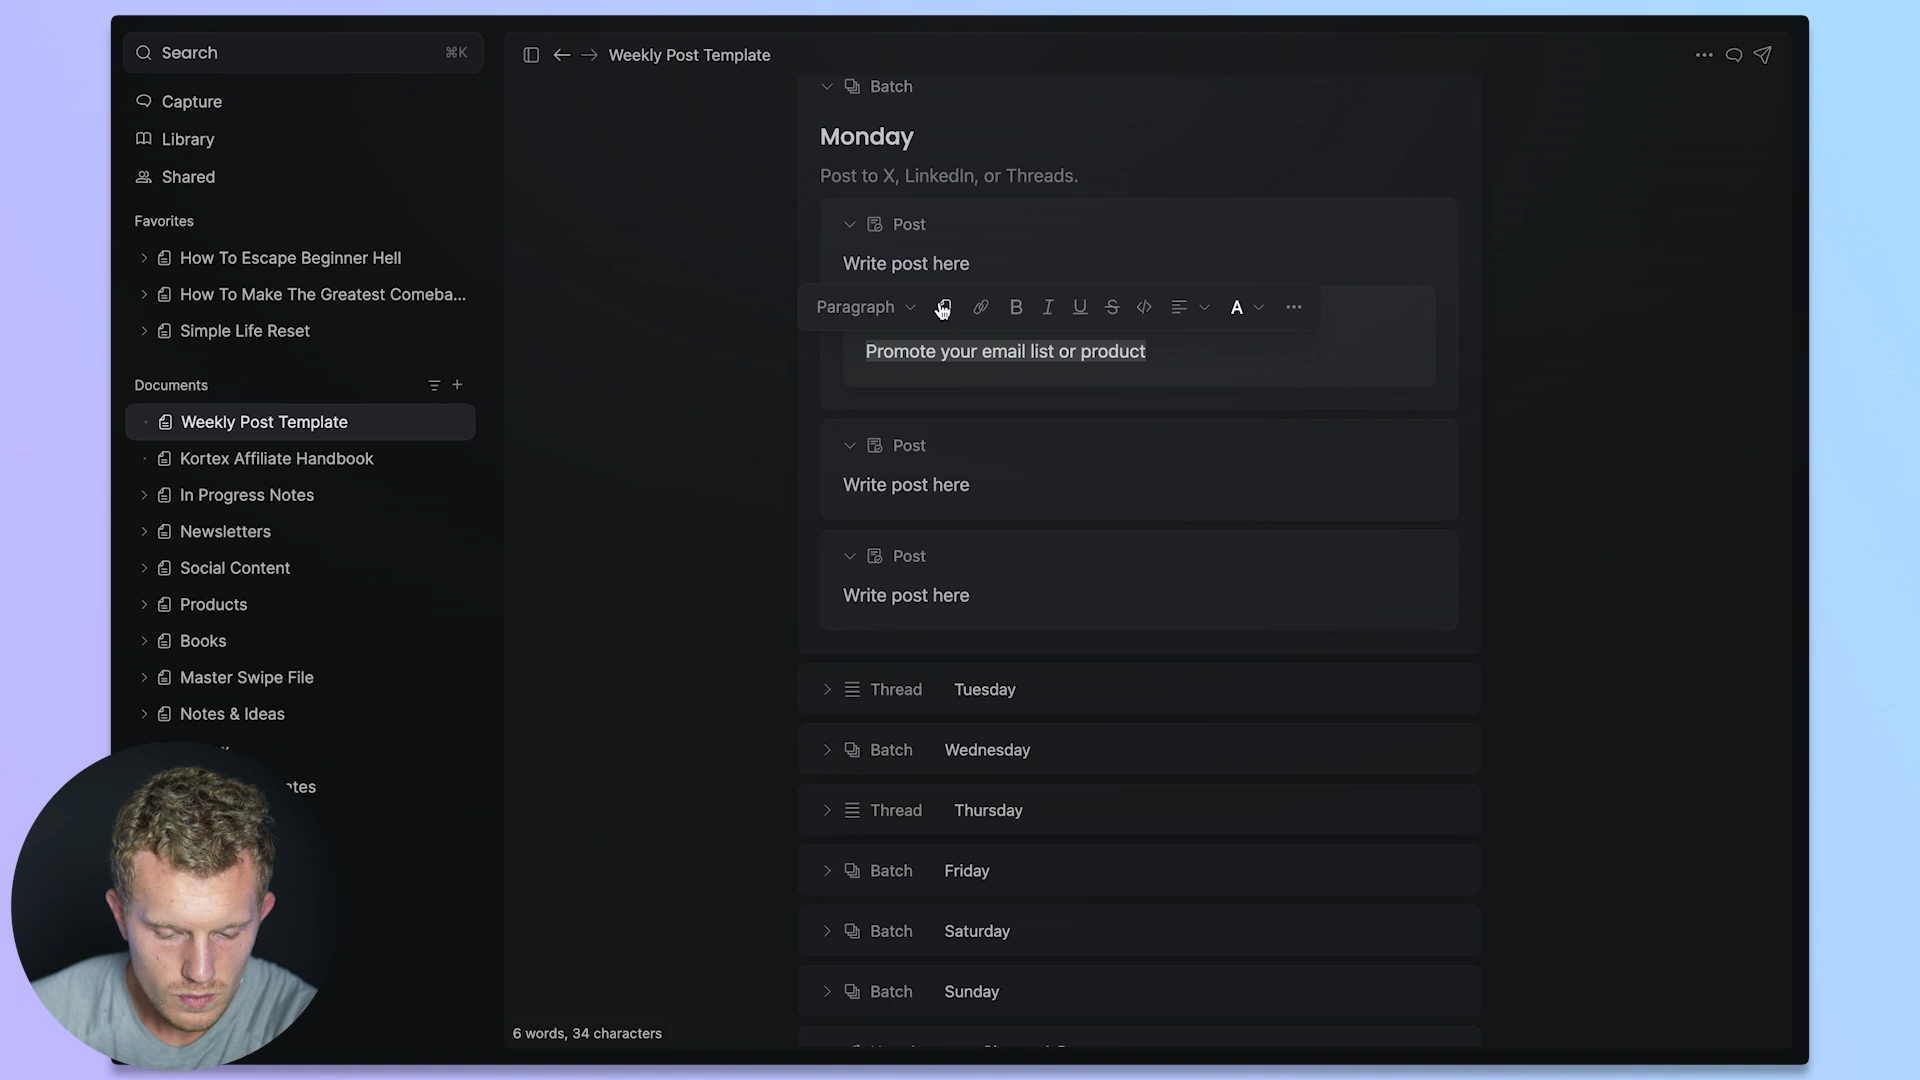 Search ⌘K
Capture
Library
Shared
Favorites
How To Escape Beginner Hell
How To Make The Greatest Comeba...
Simple Life Reset
Documents
Weekly Post Template
Kortex Affiliate Handbook
In Progress Notes
Newsletters
Social Content
Products
Books
Master Swipe File
Notes & Ideas
Weekly Post Template
Batch
Monday
Post to X, LinkedIn, or Threads.
Post
Write post here
Paragraph B I U S A
Promote your email list or product
Post
Write post here
Post
Write post here
Thread Tuesday
Batch Wednesday
Thread Thursday
Batch Friday
Batch Saturday
Batch Sunday
6 words, 34 characters